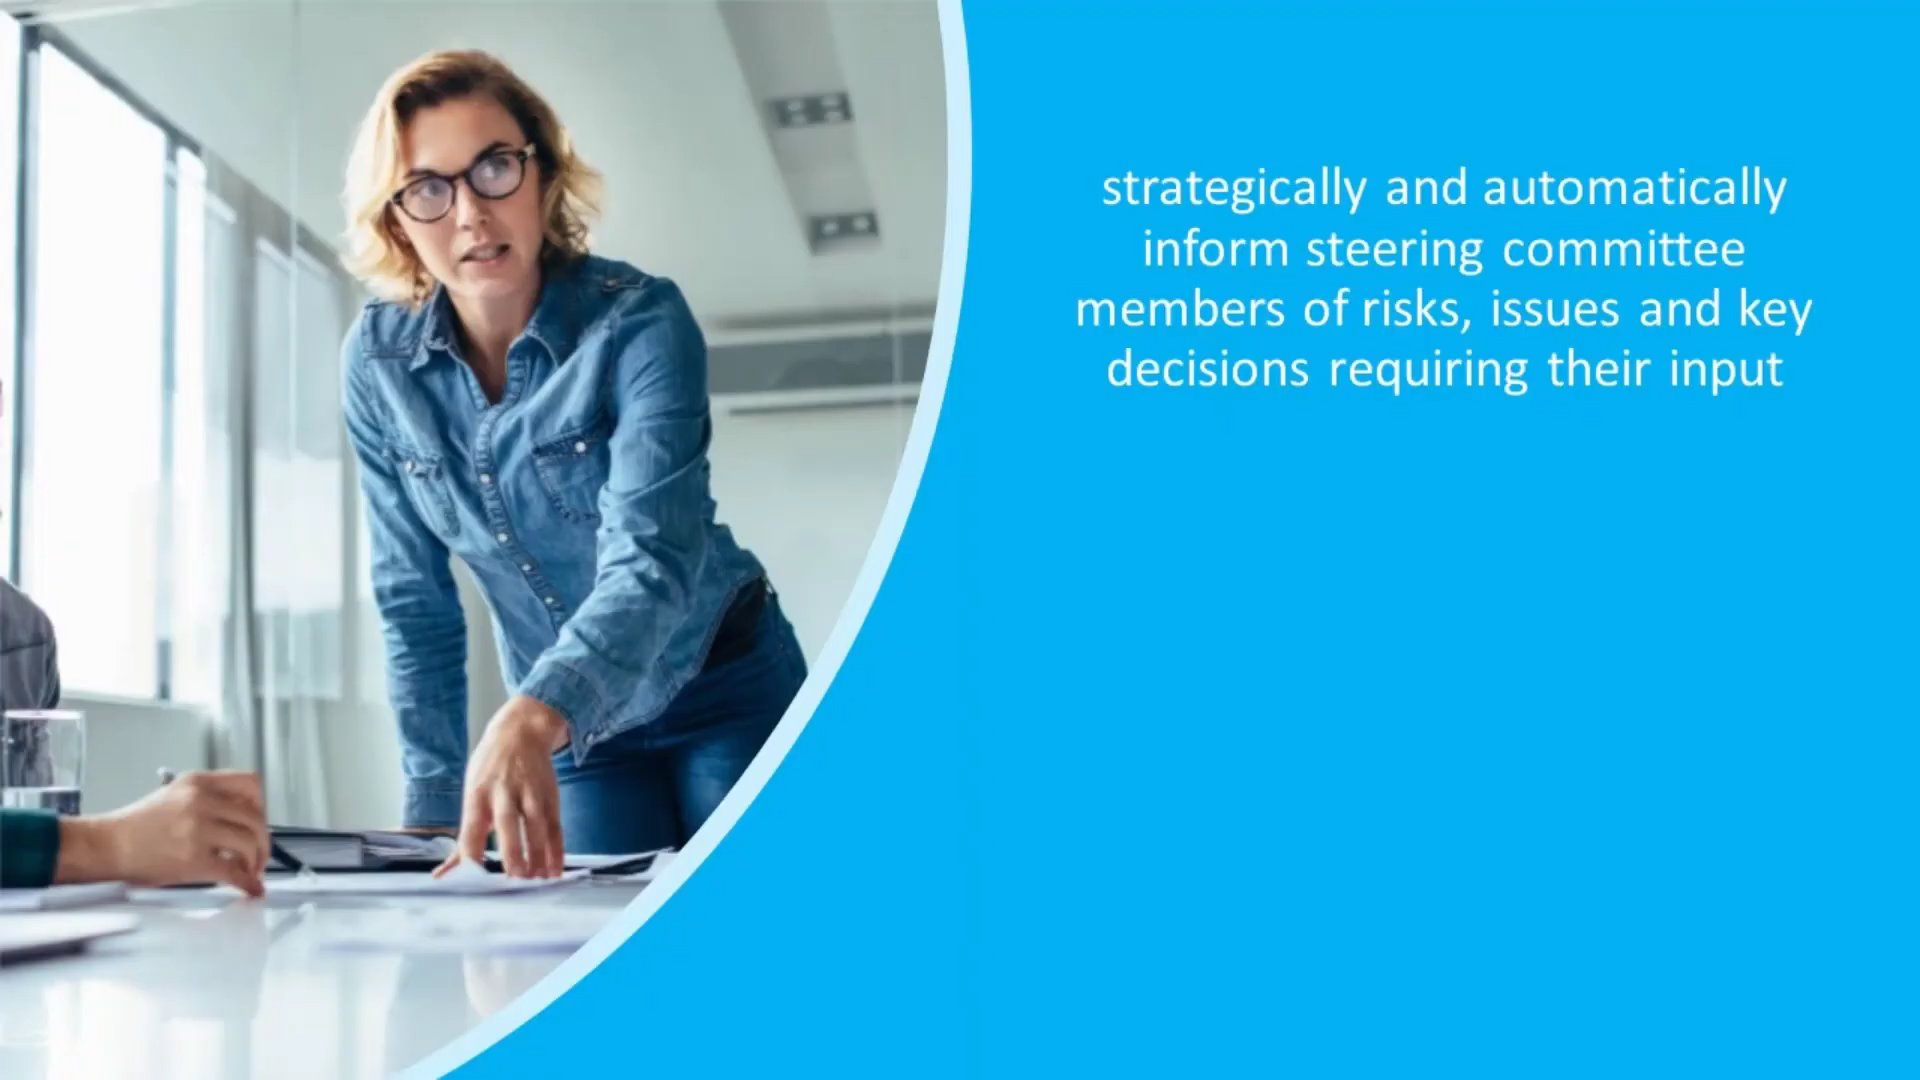 strategically and automatically
inform steering committee
members of risks, issues and key
decisions requiring their input